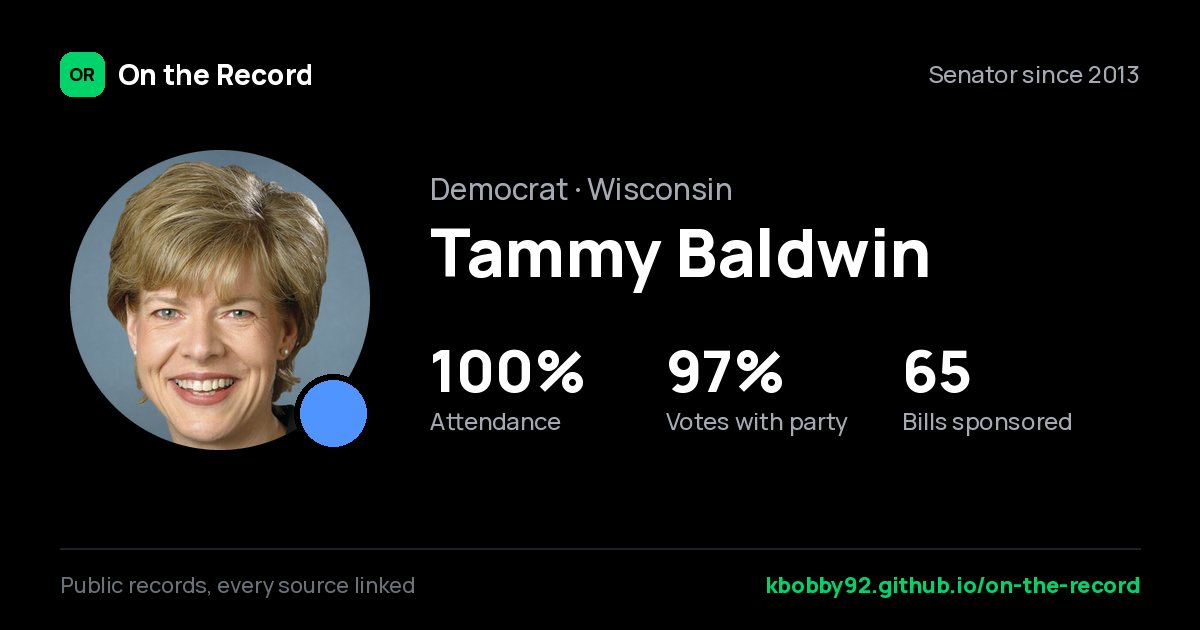 OR On the Record
Senator since 2013
Democrat · Wisconsin
Tammy Baldwin
100% 97% 65
Attendance Votes with party Bills sponsored
Public records, every source linked
kbobby92.github.io/on-the-record